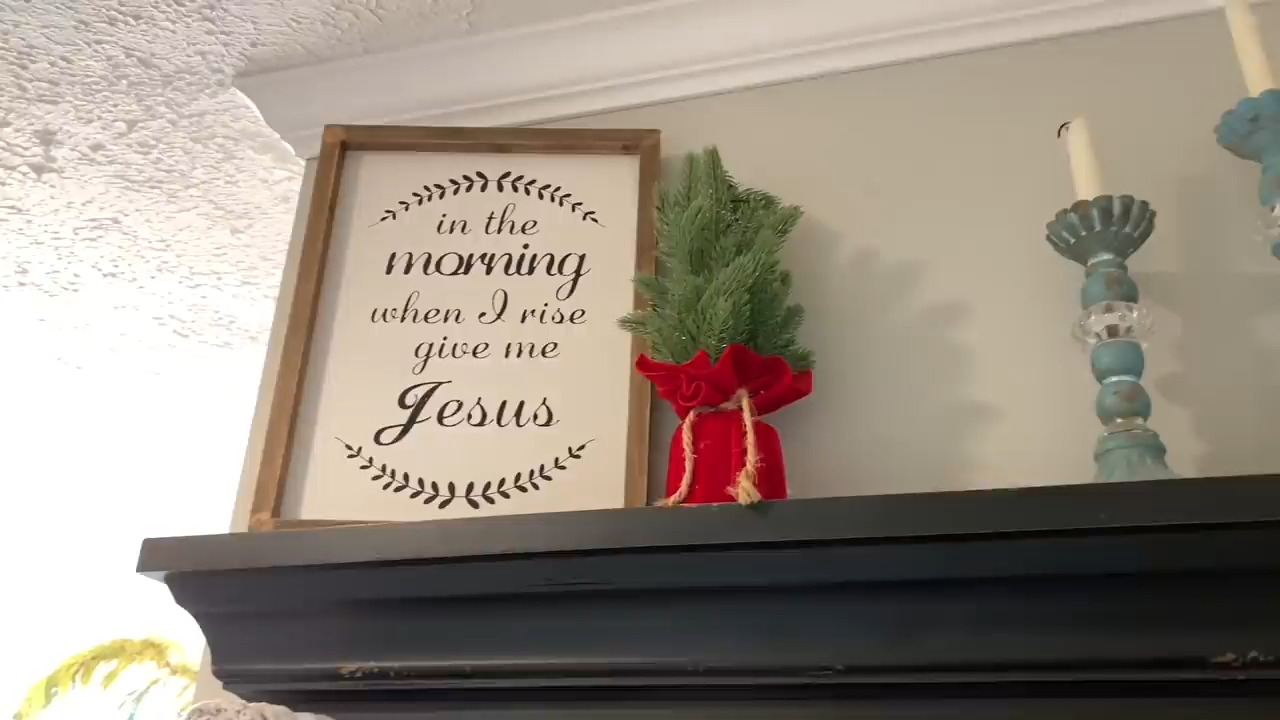 in the
morning
when I rise
give me
Jesus